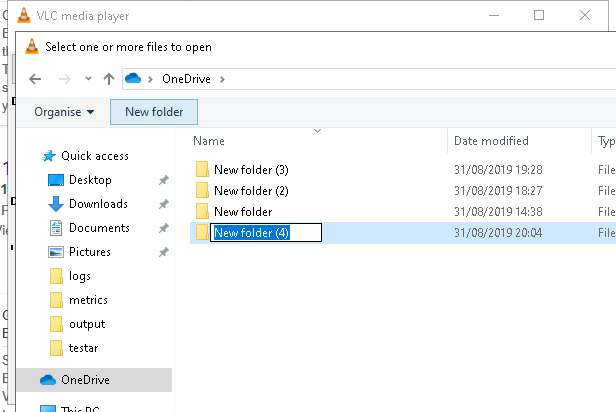 VLC media player
Select one or more files to open
OneDrive
Organise New folder
Name Date modified Typ
Quick access
Desktop
Downloads
Documents
Pictures
logs
metrics
output
testar
OneDrive
This PC
New folder (3) 31/08/2019 19:28 File
New folder (2) 31/08/2019 18:27 File
New folder 31/08/2019 14:38 File
New folder (4) 31/08/2019 20:04 File